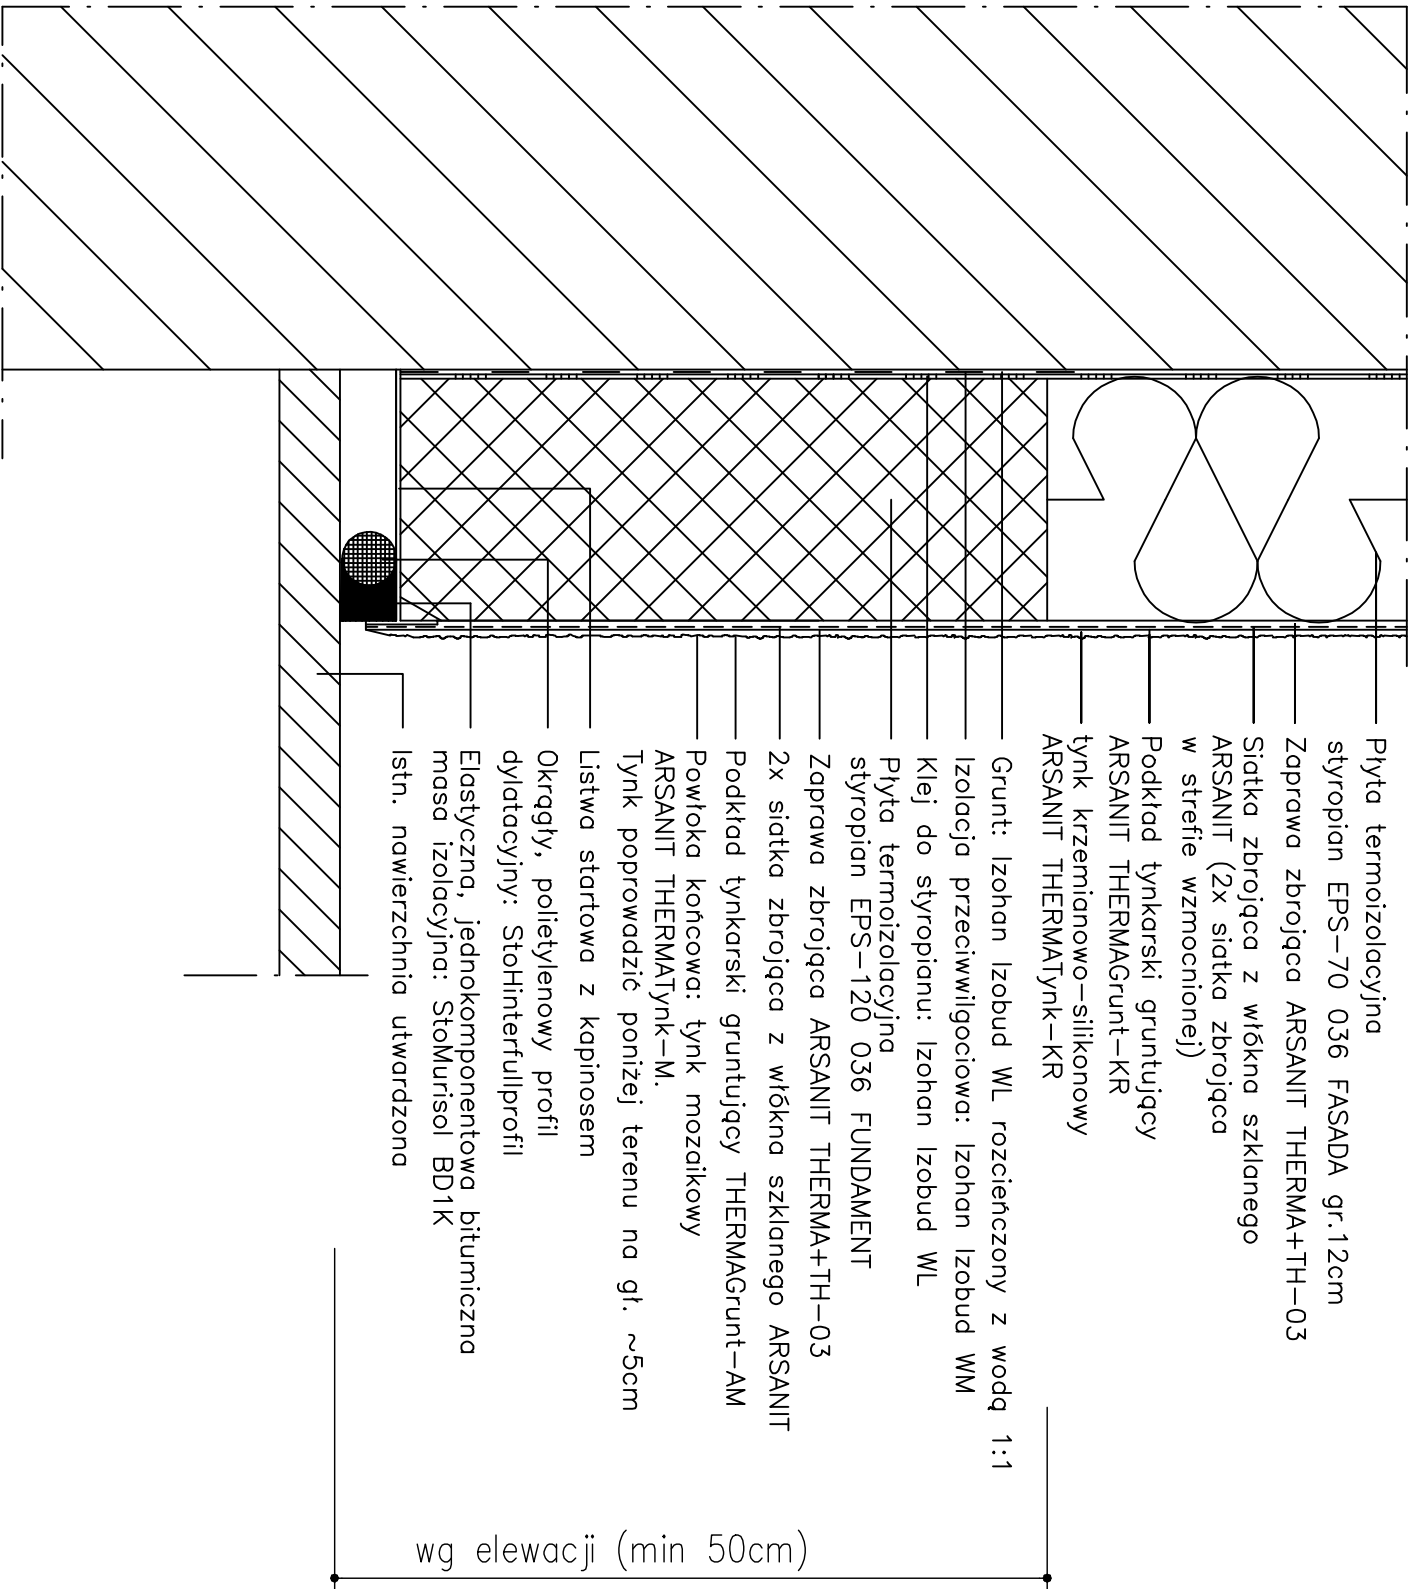 Płyta termoizolacyjna
styropian EPS-70 036 FASADA gr.12cm
Zaprawa zbrojąca ARSANIT THERMA+TH-03
Siatka zbrojąca z włókna szklanego
ARSANIT (2x siatka zbrojąca
w strefie wzmocnionej)
Podkład tynkarski gruntujący
ARSANIT THERMAGrunt-KR
tynk krzemianowo-silikonowy
ARSANIT THERMATynk-KR
Grunt: Izohan Izobud WL rozcieńczony z wodą 1:1
Izolacja przeciwwilgociowa: Izohan Izobud WM
Klej do styropianu: Izohan Izobud WL
Płyta termoizolacyjna
styropian EPS-120 036 FUNDAMENT
Zaprawa zbrojąca ARSANIT THERMA+TH-03
2x siatka zbrojąca z włókna szklanego ARSANIT
Podkład tynkarski gruntujący THERMAGrunt-AM
Powłoka końcowa: tynk mozaikowy
ARSANIT THERMATynk-M.
Tynk poprowadzić poniżej terenu na gł. ~5cm
Listwa startowa z kapinosem
Okrągły, polietylenowy profil
dylatacyjny: StoHinterfullprofil
Elastyczna, jednokomponentowa bitumiczna
masa izolacyjna: StoMurisol BD1K
Istn. nawierzchnia utwardzona
wg elewacji (min 50cm)